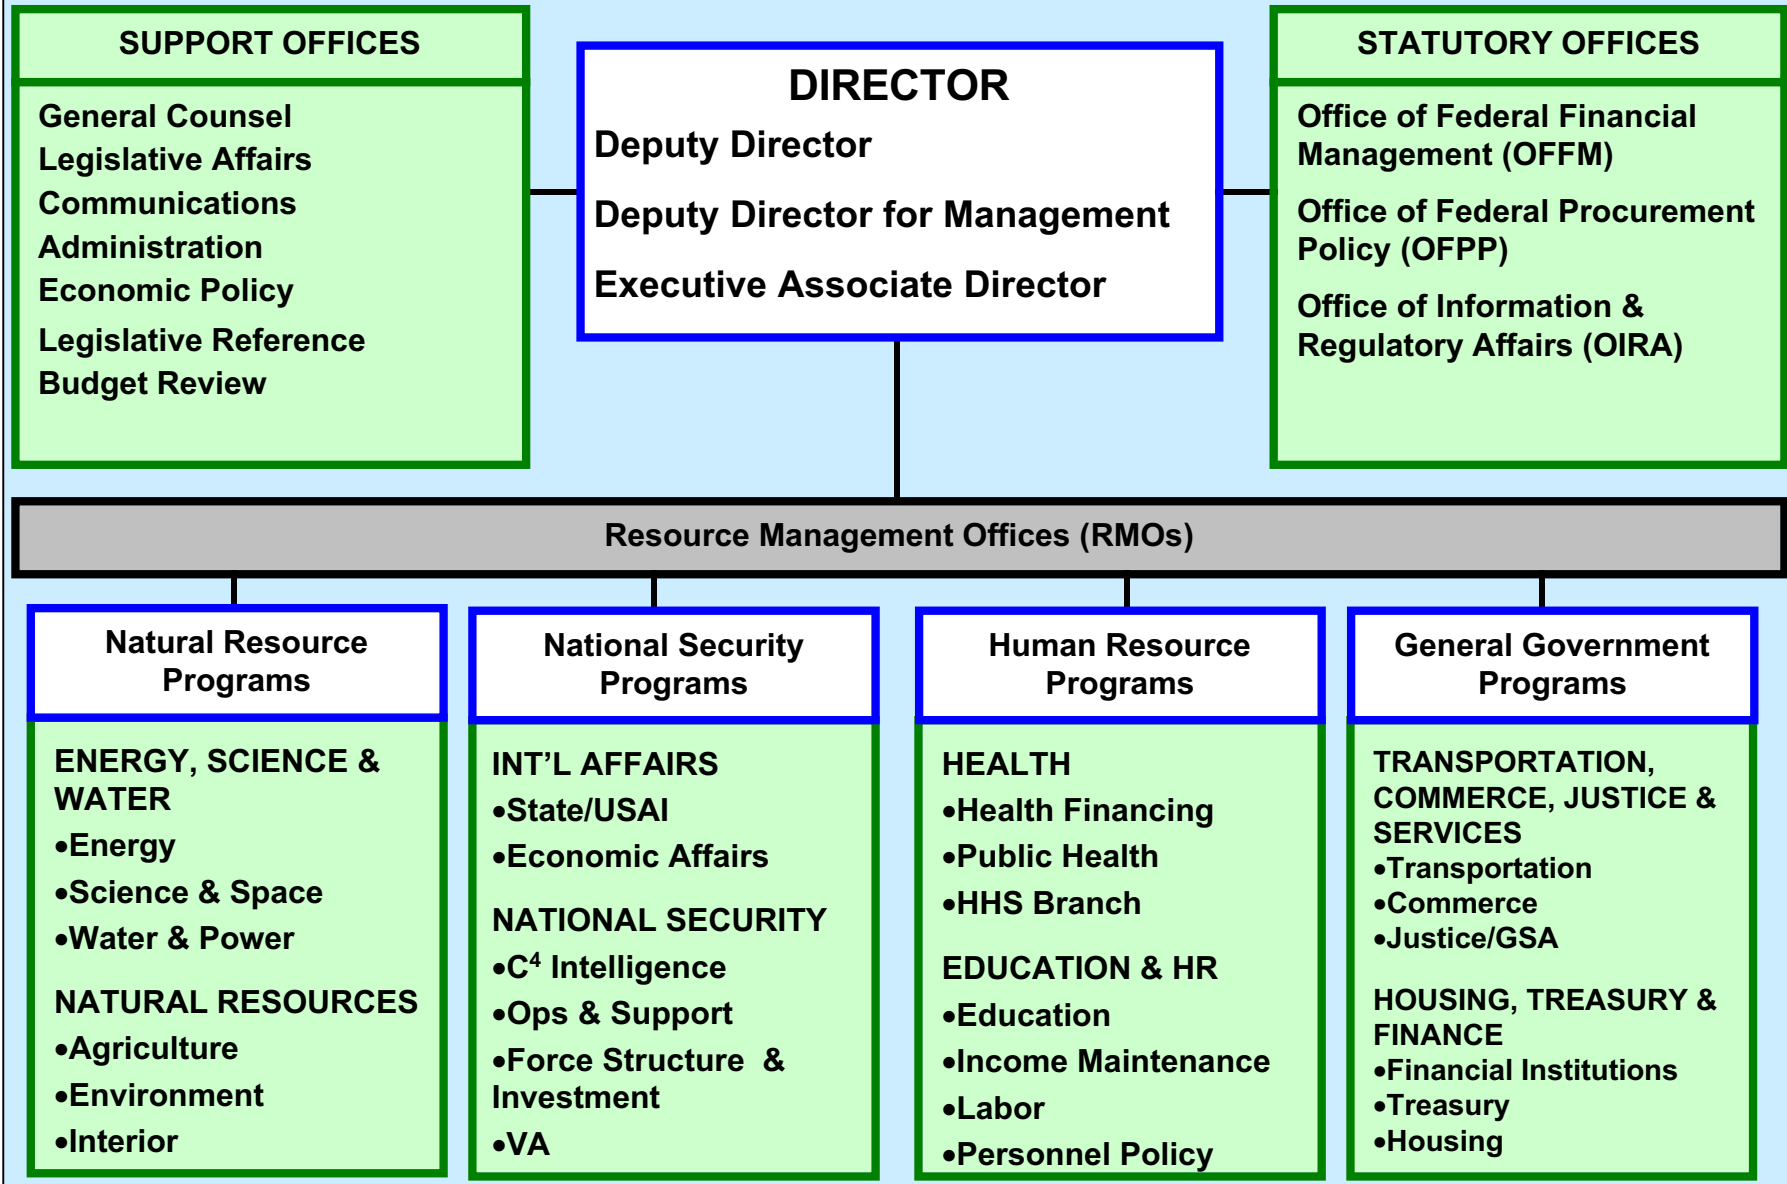 SUPPORT OFFICES
General Counsel
Legislative Affairs
Communications
Administration
Economic Policy
Legislative Reference
Budget Review
DIRECTOR
Deputy Director
Deputy Director for Management
Executive Associate Director
STATUTORY OFFICES
Office of Federal Financial
Management (OFFM)
Office of Federal Procurement
Policy (OFPP)
Office of Information &
Regulatory Affairs (OIRA)
Resource Management Offices (RMOs)
Natural Resource
Programs
ENERGY, SCIENCE &
WATER
•Energy
•Science & Space
•Water & Power
NATURAL RESOURCES
•Agriculture
•Environment
•Interior
National Security
Programs
INT’L AFFAIRS
•State/USAI
•Economic Affairs
NATIONAL SECURITY
•C⁴ Intelligence
•Ops & Support
•Force Structure &
Investment
•VA
Human Resource
Programs
HEALTH
•Health Financing
•Public Health
•HHS Branch
EDUCATION & HR
•Education
•Income Maintenance
•Labor
•Personnel Policy
General Government
Programs
TRANSPORTATION,
COMMERCE, JUSTICE &
SERVICES
•Transportation
•Commerce
•Justice/GSA
HOUSING, TREASURY &
FINANCE
•Financial Institutions
•Treasury
•Housing